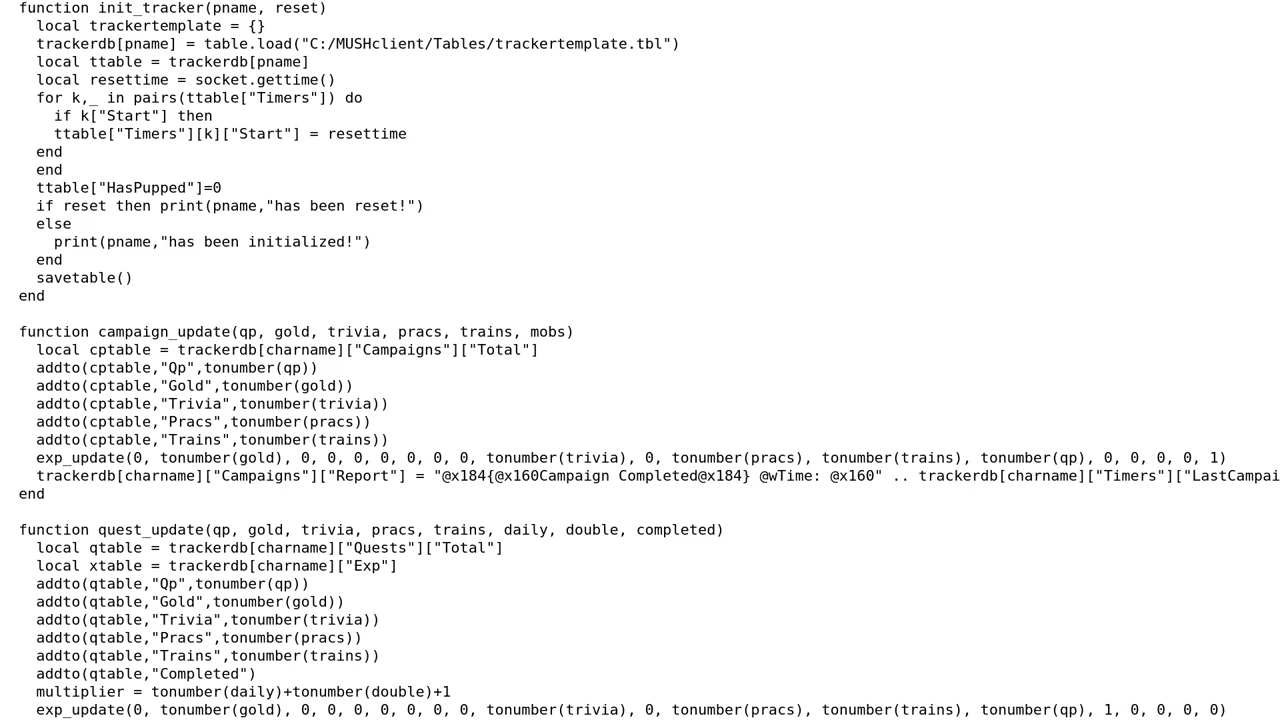 function init_tracker(pname, reset)
  local trackertemplate = {}
  trackerdb[pname] = table.load("C:/MUSHclient/Tables/trackertemplate.tbl")
  local ttable = trackerdb[pname]
  local resettime = socket.gettime()
  for k,_ in pairs(ttable["Timers"]) do
    if k["Start"] then
    ttable["Timers"][k]["Start"] = resettime
  end
  end
  ttable["HasPupped"]=0
  if reset then print(pname,"has been reset!")
  else
    print(pname,"has been initialized!")
  end
  savetable()
end

function campaign_update(qp, gold, trivia, pracs, trains, mobs)
  local cptable = trackerdb[charname]["Campaigns"]["Total"]
  addto(cptable,"Qp",tonumber(qp))
  addto(cptable,"Gold",tonumber(gold))
  addto(cptable,"Trivia",tonumber(trivia))
  addto(cptable,"Pracs",tonumber(pracs))
  addto(cptable,"Trains",tonumber(trains))
  exp_update(0, tonumber(gold), 0, 0, 0, 0, 0, 0, 0, tonumber(trivia), 0, tonumber(pracs), tonumber(trains), tonumber(qp), 0, 0, 0, 0, 1)
  trackerdb[charname]["Campaigns"]["Report"] = "@x184{@x160Campaign Completed@x184} @wTime: @x160" .. trackerdb[charname]["Timers"]["LastCampai
end

function quest_update(qp, gold, trivia, pracs, trains, daily, double, completed)
  local qtable = trackerdb[charname]["Quests"]["Total"]
  local xtable = trackerdb[charname]["Exp"]
  addto(qtable,"Qp",tonumber(qp))
  addto(qtable,"Gold",tonumber(gold))
  addto(qtable,"Trivia",tonumber(trivia))
  addto(qtable,"Pracs",tonumber(pracs))
  addto(qtable,"Trains",tonumber(trains))
  addto(qtable,"Completed")
  multiplier = tonumber(daily)+tonumber(double)+1
  exp_update(0, tonumber(gold), 0, 0, 0, 0, 0, 0, 0, tonumber(trivia), 0, tonumber(pracs), tonumber(trains), tonumber(qp), 1, 0, 0, 0, 0)